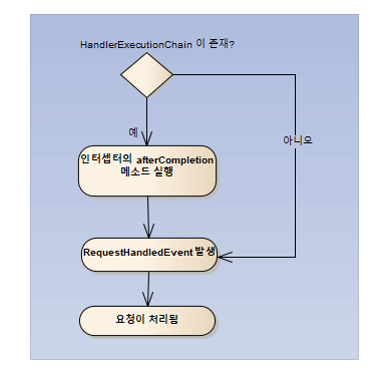 HandlerExecutionChain 이 존재?
예
아니오
인터셉터의 afterCompletion
메소드 실행
RequestHandledEvent 발생
요청이 처리됨